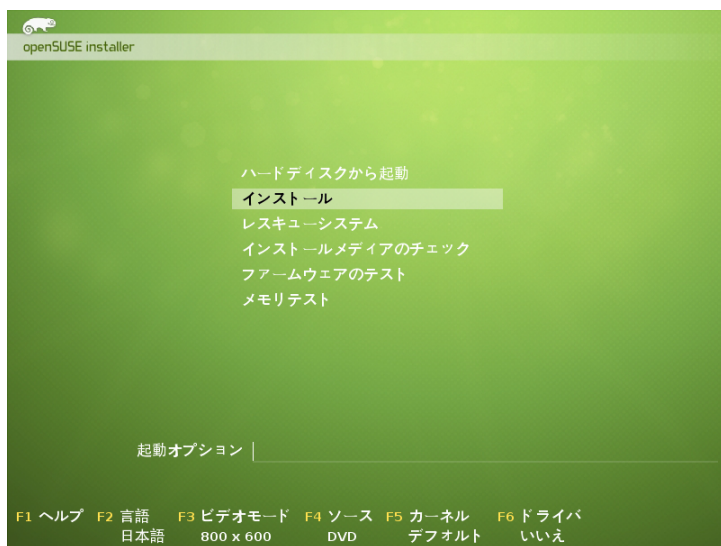 openSUSE installer
ハードディスクから起動
インストール
レスキューシステム
インストールメディアのチェック
ファームウェアのテスト
メモリテスト
起動オプション
F1 ヘルプ F2 言語 F3 ビデオモード F4 ソース F5 カーネル F6 ドライバ
日本語 800 x 600 DVD デフォルト いいえ